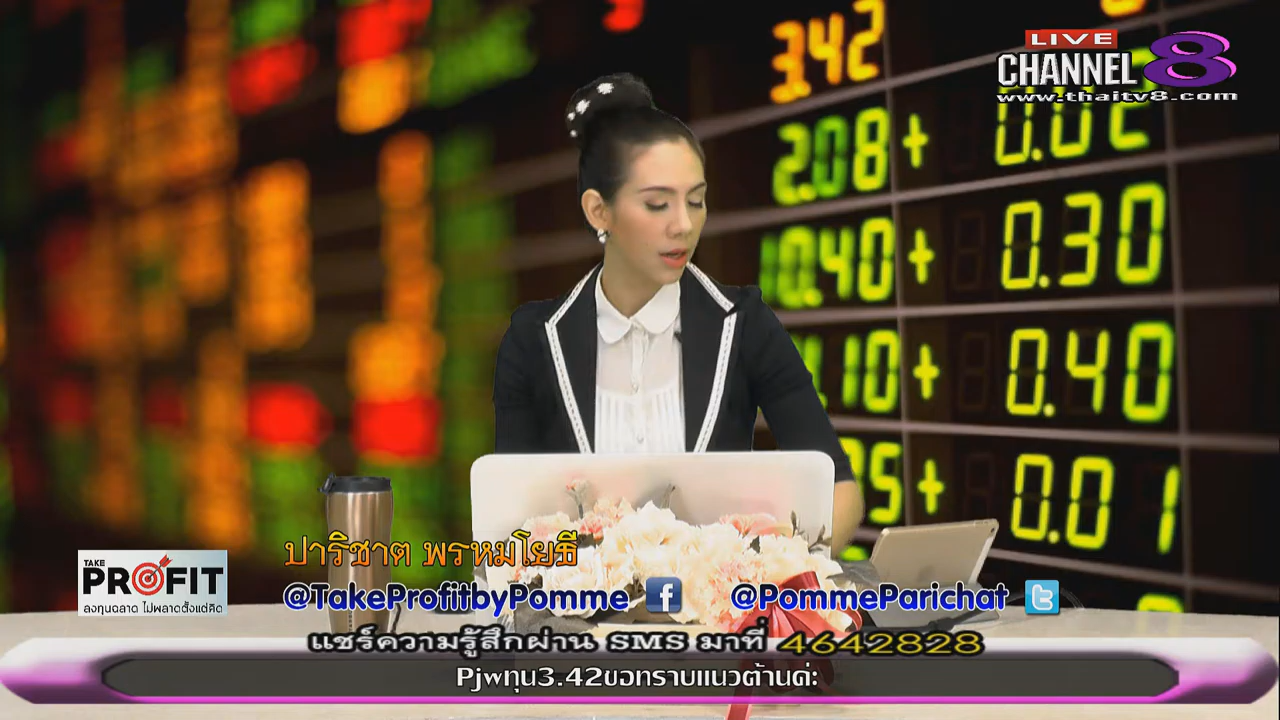 LIVE
CHANNEL 8
www.thaitv8.com
3.42
2.08 + 0.02
10.40 + 0.30
.10 + 0.40
5 + 0.01
TAKE
PROFIT
ลงทุนฉลาด ไม่พลาดตั้งแต่คิด
ปาริชาต พรหมโยธี
@TakeProfitbyPomme f @PommeParichat t
แชร์ความรู้สึกผ่าน SMS มาที่ 4642828
Pjwทุน3.42ขอทราบแนวต้านค่ะ